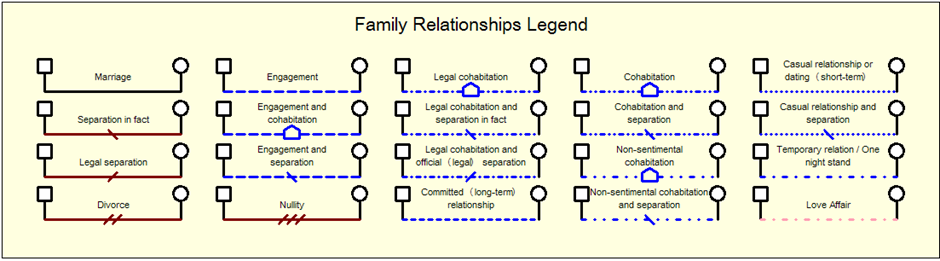 Family Relationships Legend
Marriage
Engagement
Legal cohabitation
Cohabitation
Casual relationship or
dating (short-term)
Separation in fact
Engagement and
cohabitation
Legal cohabitation and
separation in fact
Cohabitation and
separation
Casual relationship and
separation
Legal separation
Engagement and
separation
Legal cohabitation and
official (legal) separation
Non-sentimental
cohabitation
Temporary relation / One
night stand
Divorce
Nullity
Committed (long-term)
relationship
Non-sentimental cohabitation
and separation
Love Affair